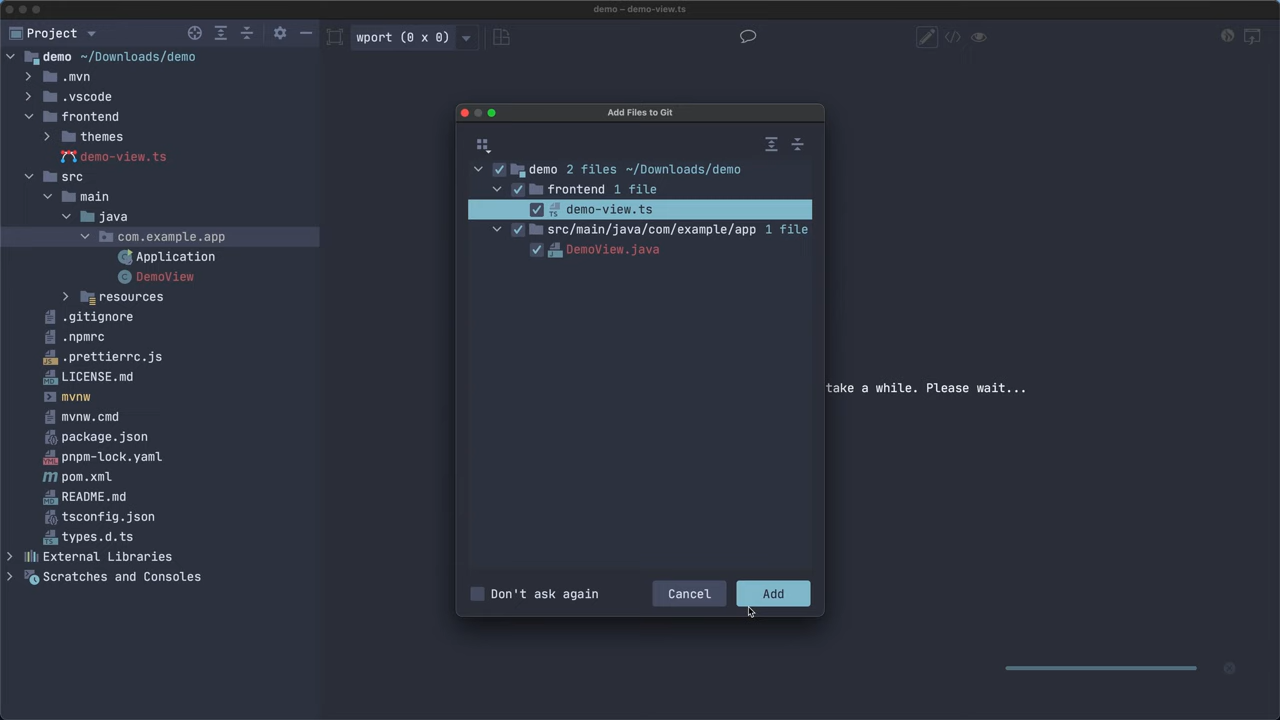 demo – demo-view.ts
Project
wport (0 x 0)
demo ~/Downloads/demo
.mvn
.vscode
frontend
themes
demo-view.ts
src
main
java
com.example.app
Application
DemoView
resources
.gitignore
.npmrc
.prettierrc.js
LICENSE.md
mvnw
mvnw.cmd
package.json
pnpm-lock.yaml
pom.xml
README.md
tsconfig.json
types.d.ts
External Libraries
Scratches and Consoles
Add Files to Git
demo 2 files ~/Downloads/demo
frontend 1 file
demo-view.ts
src/main/java/com/example/app 1 file
DemoView.java
Don't ask again
Cancel
Add
take a while. Please wait...